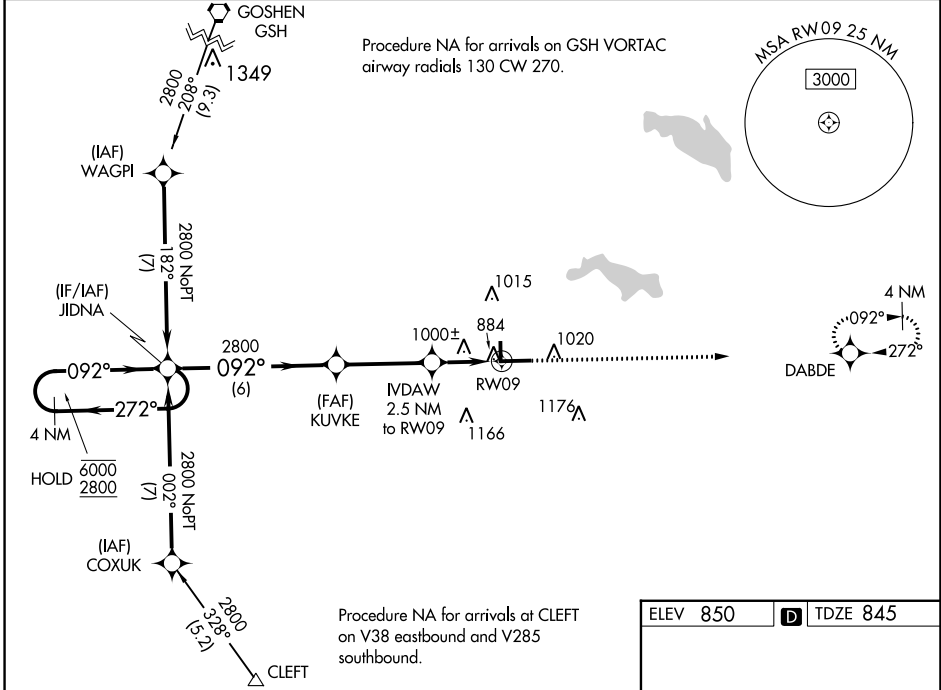 GOSHEN
GSH
1349
2800
208°
(9.3)
Procedure NA for arrivals on GSH VORTAC
airway radials 130 CW 270.
MSA RW09 25 NM
3000
(IAF)
WAGPI
2800 NoPT
182°
(7)
(IF/IAF)
JIDNA
092°
272°
4 NM
HOLD 6000
2800
2800
092°
(6)
(FAF)
KUVKE
IVDAW
2.5 NM
to RW09
1000±
884
1015
1020
RW09
1166
1176
4 NM
092°
272°
DABDE
2800 NoPT
002°
(7)
(IAF)
COXUK
2800
328°
(5.2)
CLEFT
Procedure NA for arrivals at CLEFT
on V38 eastbound and V285
southbound.
ELEV 850 D TDZE 845